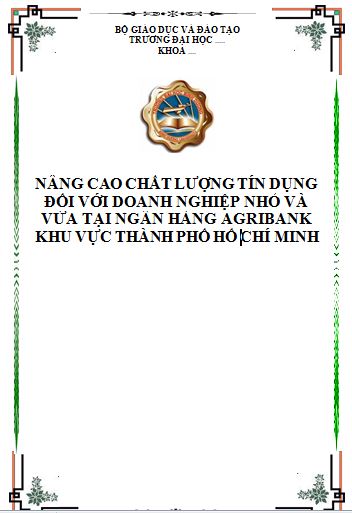 BỘ GIÁO DỤC VÀ ĐÀO TẠO
TRƯỜNG ĐẠI HỌC ....
KHOA ...
NÂNG CAO CHẤT LƯỢNG TÍN DỤNG
ĐỐI VỚI DOANH NGHIỆP NHỎ VÀ
VỪA TẠI NGÂN HÀNG AGRIBANK
KHU VỰC THÀNH PHỐ HỒ CHÍ MINH